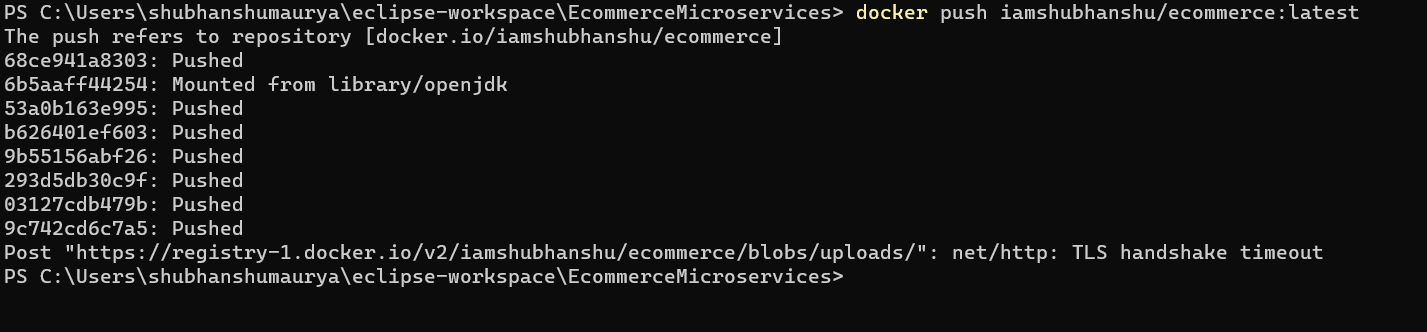 PS C:\Users\shubhanshumaurya\eclipse-workspace\EcommerceMicroservices> docker push iamshubhanshu/ecommerce:latest
The push refers to repository [docker.io/iamshubhanshu/ecommerce]
68ce941a8303: Pushed
6b5aaff44254: Mounted from library/openjdk
53a0b163e995: Pushed
b626401ef603: Pushed
9b55156abf26: Pushed
293d5db30c9f: Pushed
03127cdb479b: Pushed
9c742cd6c7a5: Pushed
Post "https://registry-1.docker.io/v2/iamshubhanshu/ecommerce/blobs/uploads/": net/http: TLS handshake timeout
PS C:\Users\shubhanshumaurya\eclipse-workspace\EcommerceMicroservices>